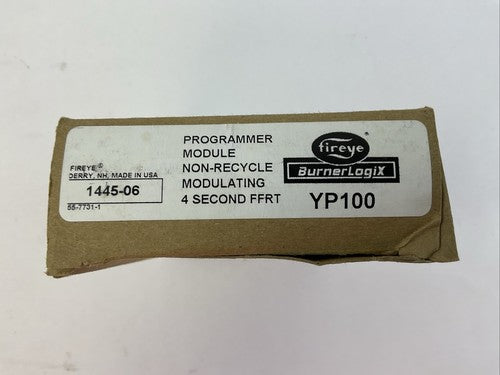 FIREYE®
DERRY, NH, MADE IN USA
1445-06
65-7731-1
PROGRAMMER
MODULE
NON-RECYCLE
MODULATING
4 SECOND FFRT
fireye
BurnerLogiX
YP100